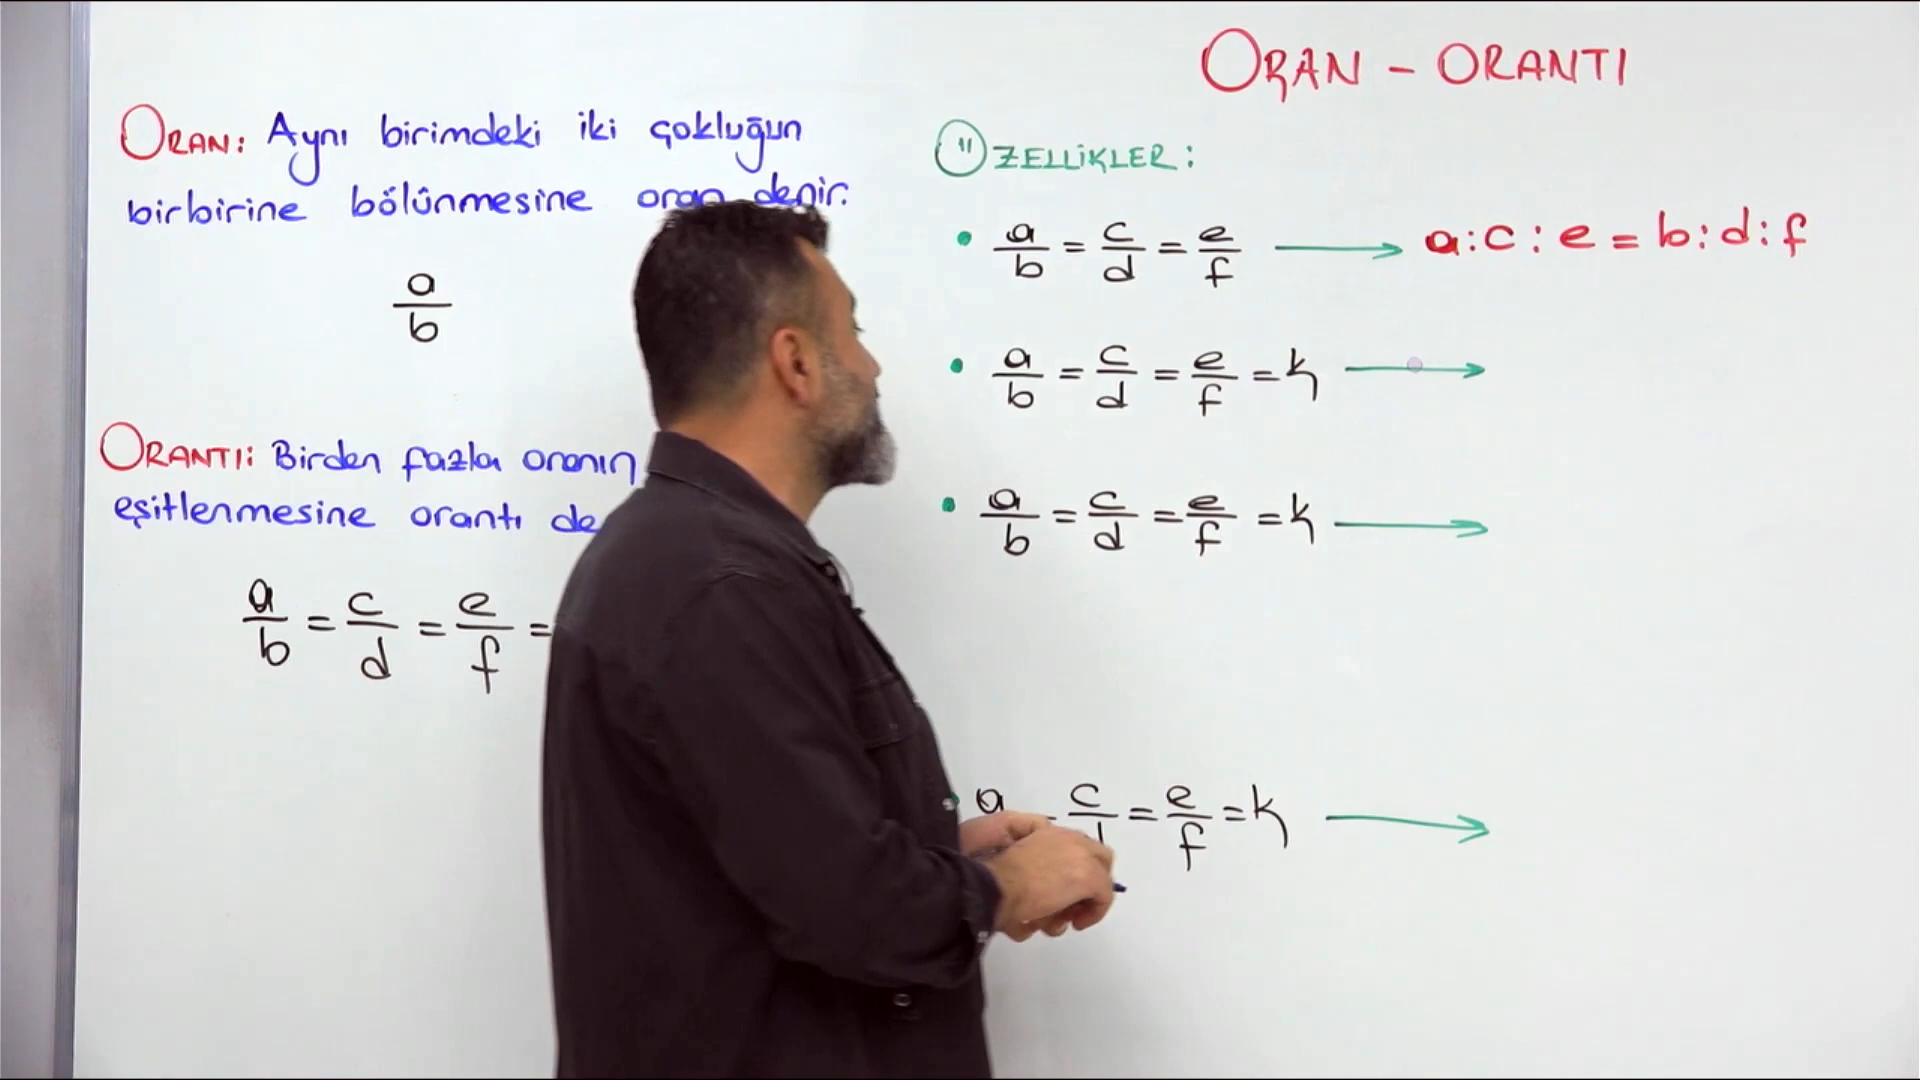 ORAN - ORANTI
ORAN: Aynı birimdeki iki çokluğun
birbirine bölünmesine oran denir.
a/b
ORANTI: Birden fazla oranın
eşitlenmesine orantı de
a/b = c/d = e/f =
ÖZELLİKLER:
• a/b = c/d = e/f → a:c:e = b:d:f
• a/b = c/d = e/f = k →
• a/b = c/d = e/f = k →
a c/d = e/f = k →